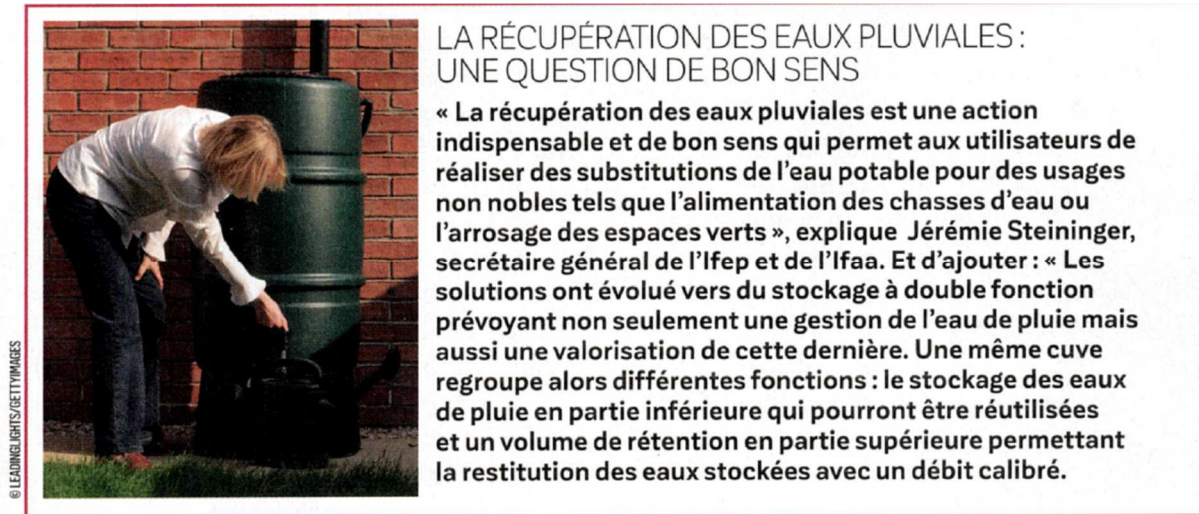 LA RÉCUPÉRATION DES EAUX PLUVIALES :
UNE QUESTION DE BON SENS
« La récupération des eaux pluviales est une action
indispensable et de bon sens qui permet aux utilisateurs de
réaliser des substitutions de l'eau potable pour des usages
non nobles tels que l'alimentation des chasses d'eau ou
l'arrosage des espaces verts », explique Jérémie Steininger,
secrétaire général de l'Ifep et de l'Ifaa. Et d'ajouter : « Les
solutions ont évolué vers du stockage à double fonction
prévoyant non seulement une gestion de l'eau de pluie mais
aussi une valorisation de cette dernière. Une même cuve
regroupe alors différentes fonctions : le stockage des eaux
de pluie en partie inférieure qui pourront être réutilisées
et un volume de rétention en partie supérieure permettant
la restitution des eaux stockées avec un débit calibré.
© LEADINGLIGHTS/GETTYIMAGES